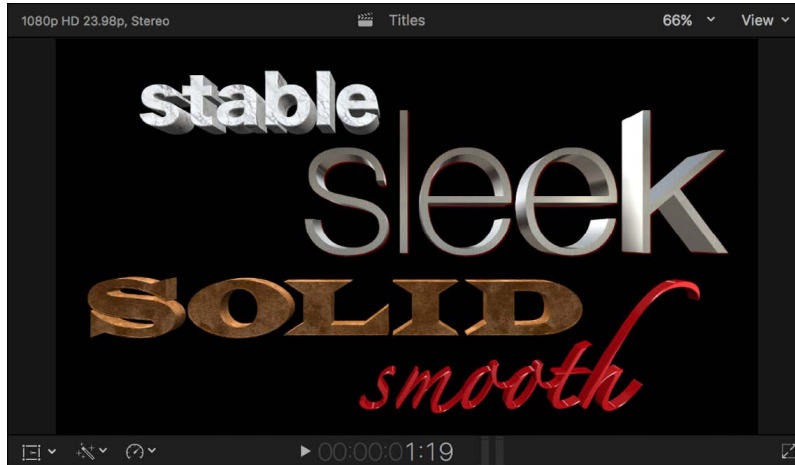 1080p HD 23.98p, Stereo Titles 66% View
stable
sleek
SOLID
smooth
00:00:01:19